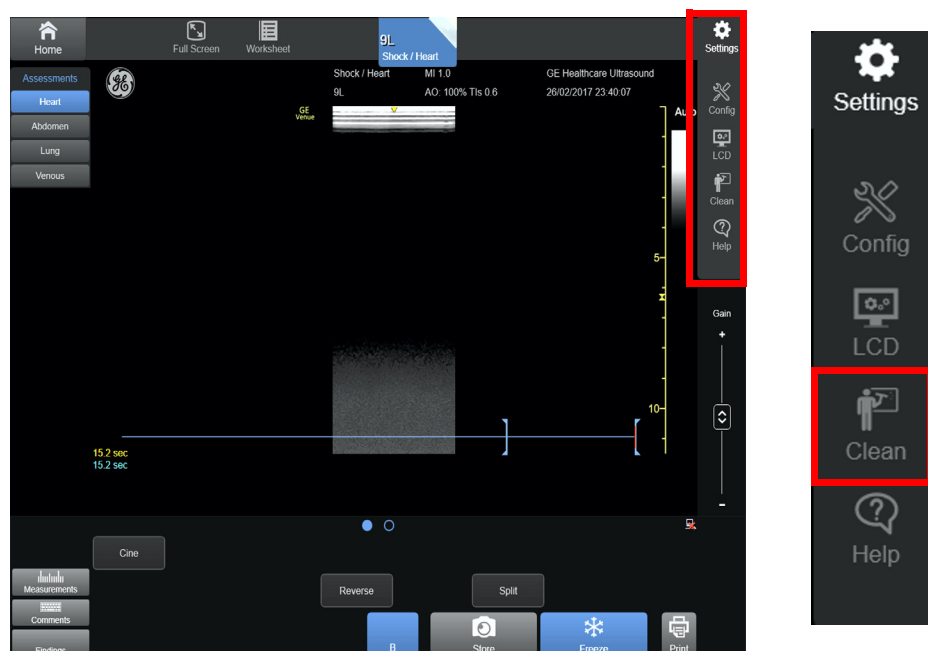 Home
Full Screen
Worksheet
9L
Shock / Heart
Settings
Assessments
Heart
Abdomen
Lung
Venous
GE
Shock / Heart MI 1.0 GE Healthcare Ultrasound
9L AO: 100% TIs 0.6 26/02/2017 23:40:07
GE
Venue
Auto
Config
LCD
Clean
Help
5
10
Gain
+
-
15.2 sec
15.2 sec
Cine
Measurements
Comments
Findings
Reverse
Split
B
Store
Freeze
Print
Settings
Config
LCD
Clean
Help